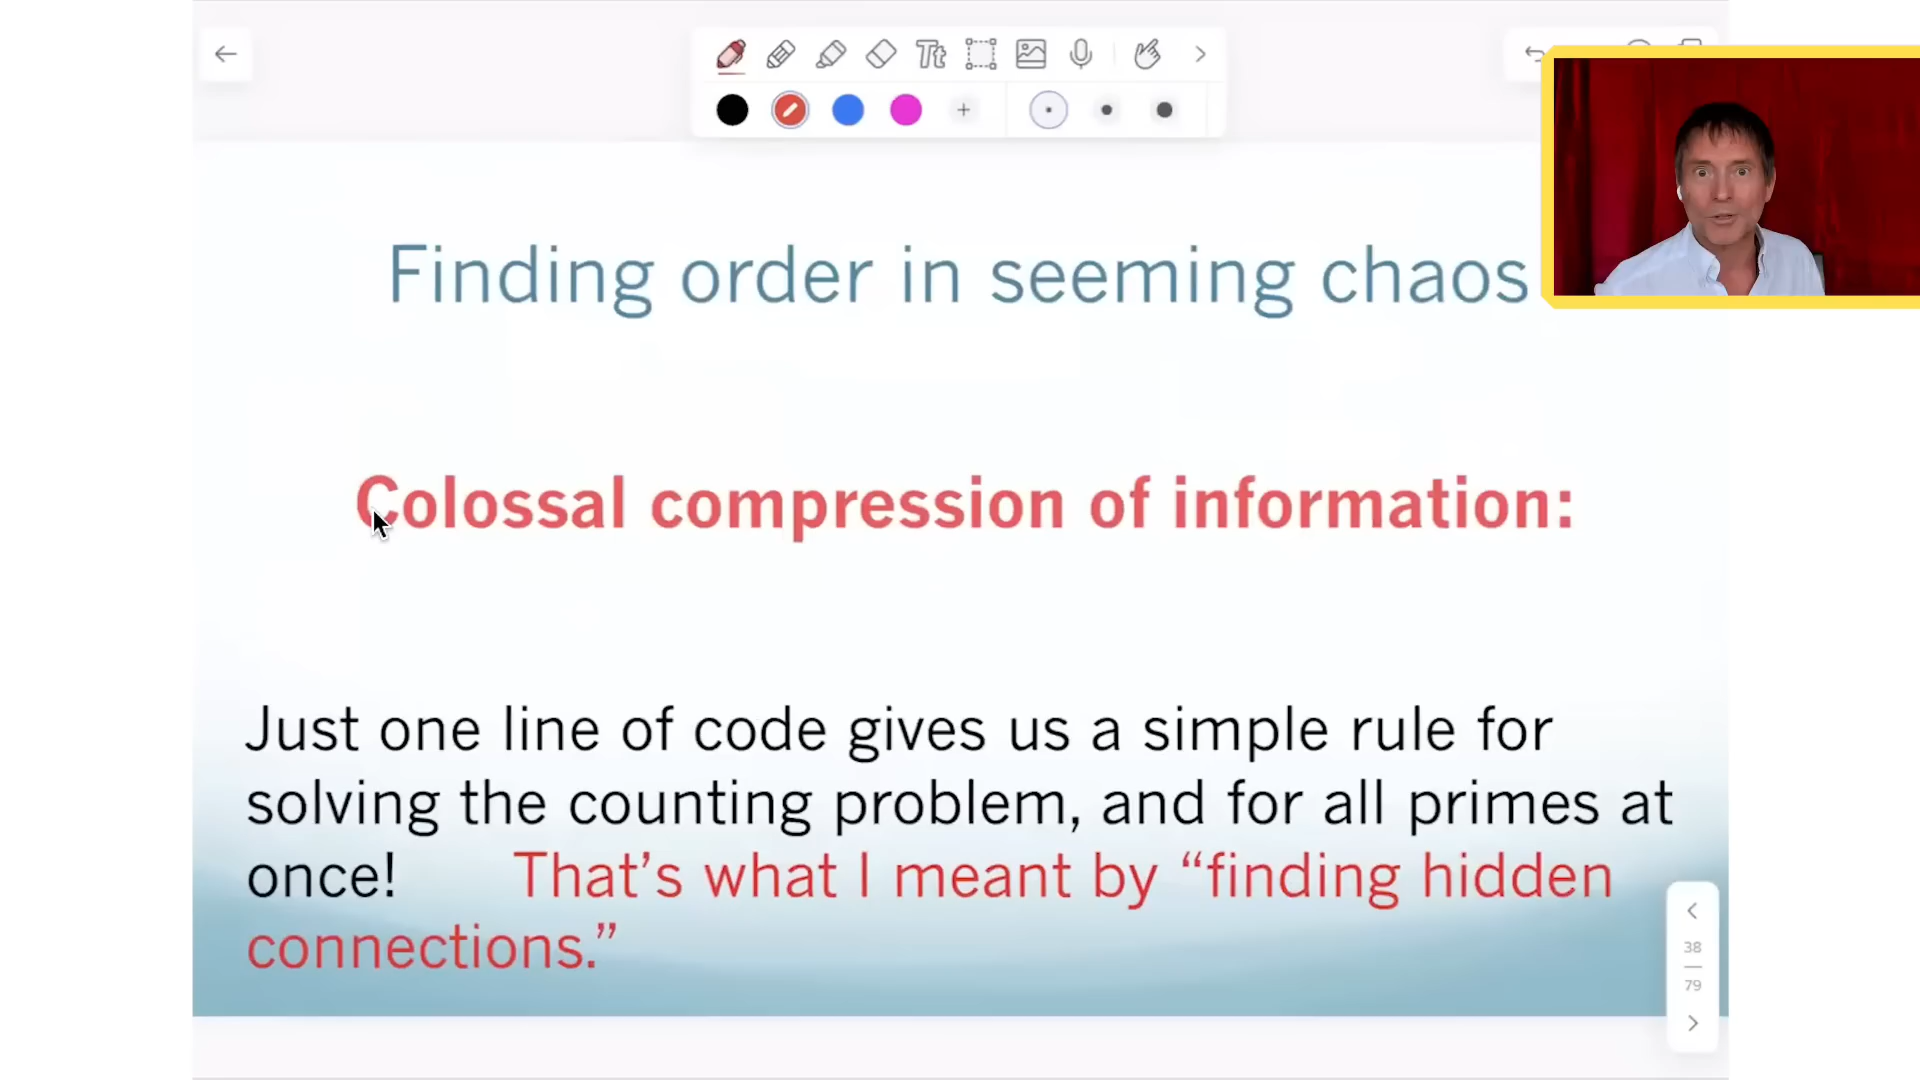 Tt
Finding order in seeming chaos
Colossal compression of information:
Just one line of code gives us a simple rule for
solving the counting problem, and for all primes at
once! That’s what I meant by “finding hidden
connections.”
38
79